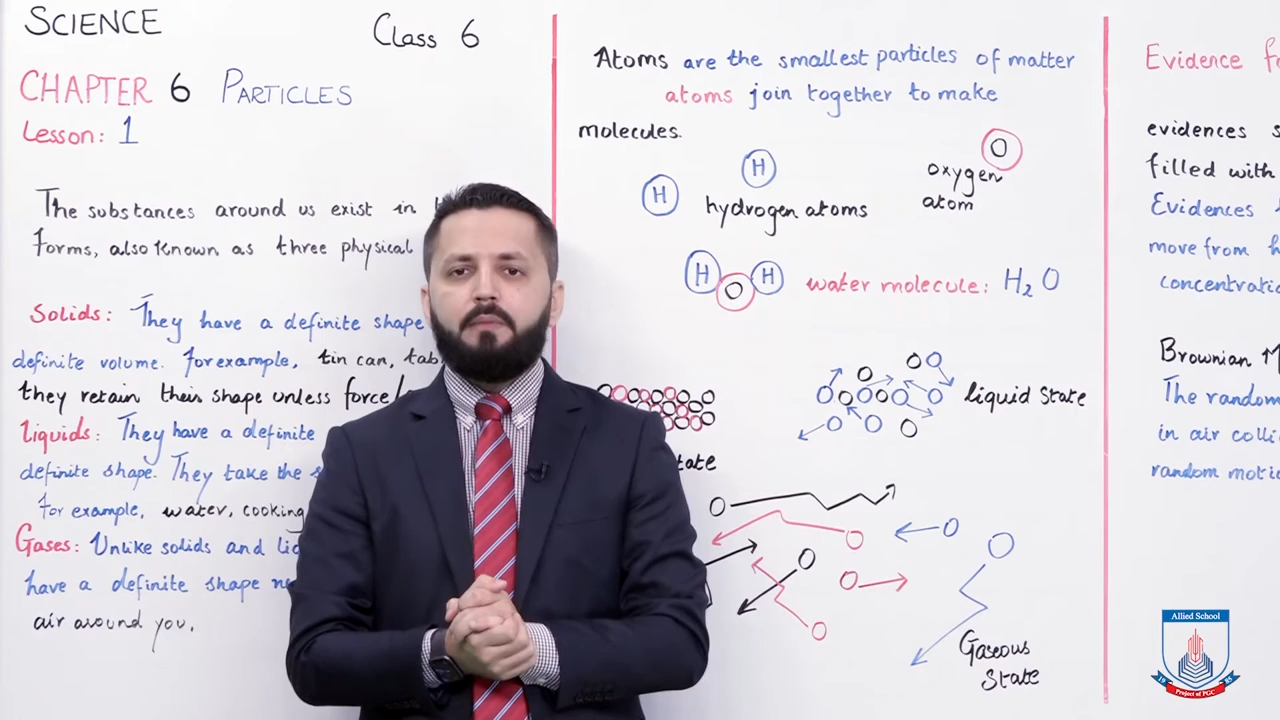 SCIENCE
Class 6
CHAPTER 6 PARTICLES
Lesson: 1
The substances around us exist in
forms, also known as three physical
Solids: They have a definite shape
definite volume. for example, tin can,
they retain their shape unless force
Liquids: They have a definite
definite shape. They take the
For example, water, cooking
Gases: Unlike solids and
have a definite shape
air around you.
Atoms are the smallest particles of matter
atoms join together to make
molecules.
H
H
hydrogen atoms
O
oxygen
atom
H O H
water molecule: H₂O
liquid state
Gaseous
State
Evidence
evidences
filled with
Evidences
move from
Brownian
The random
in air
random
Allied School
1985
Project of PGC